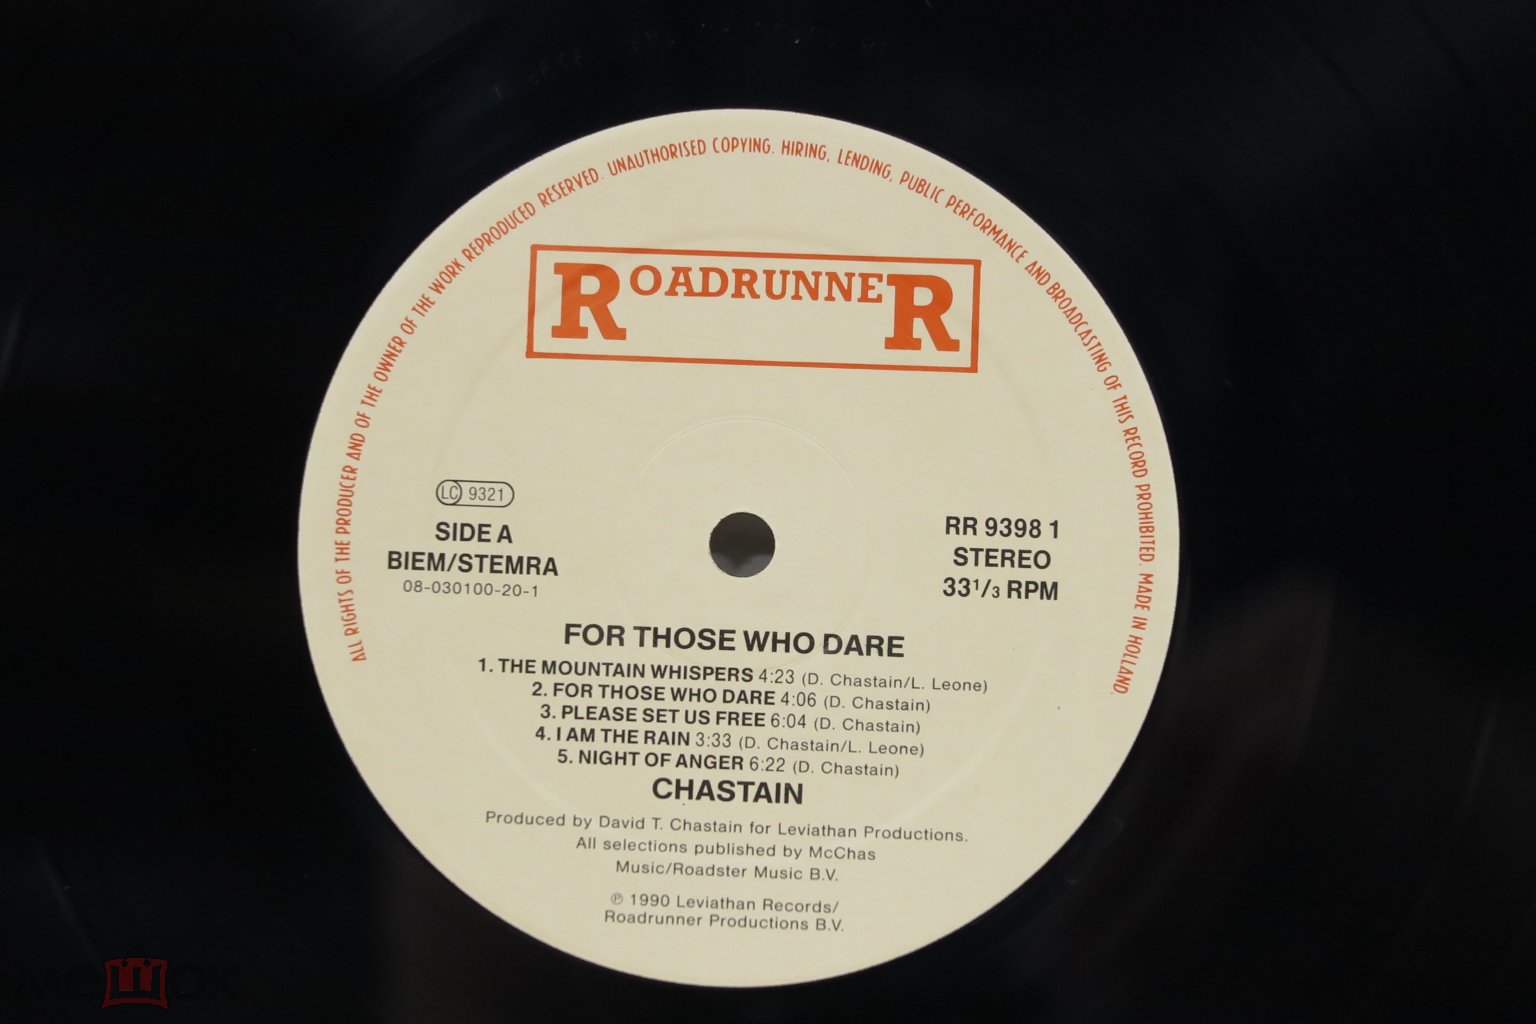 ALL RIGHTS OF THE PRODUCER AND OF THE OWNER OF THE WORK REPRODUCED RESERVED. UNAUTHORISED COPYING, HIRING, LENDING, PUBLIC PERFORMANCE AND BROADCASTING OF THIS RECORD PROHIBITED. MADE IN HOLLAND
ROADRUNNER
LC 9321
SIDE A
BIEM/STEMRA
08-030100-20-1
RR 9398 1
STEREO
33 1/3 RPM
FOR THOSE WHO DARE
1. THE MOUNTAIN WHISPERS 4:23 (D. Chastain/L. Leone)
2. FOR THOSE WHO DARE 4:06 (D. Chastain)
3. PLEASE SET US FREE 6:04 (D. Chastain)
4. I AM THE RAIN 3:33 (D. Chastain/L. Leone)
5. NIGHT OF ANGER 6:22 (D. Chastain)
CHASTAIN
Produced by David T. Chastain for Leviathan Productions.
All selections published by McChas
Music/Roadster Music B.V.
℗ 1990 Leviathan Records/
Roadrunner Productions B.V.
мешок